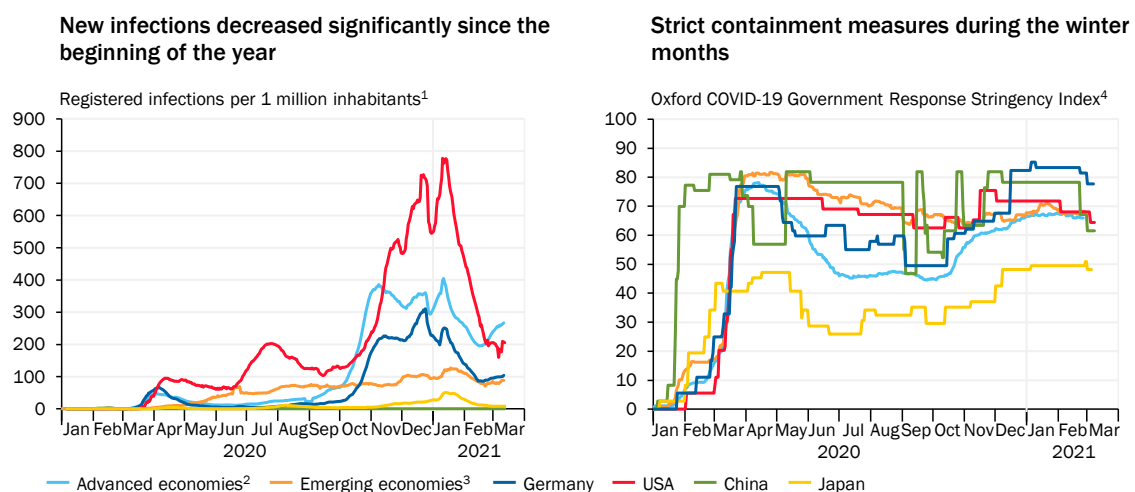 New infections decreased significantly since the
beginning of the year
Registered infections per 1 million inhabitants¹
900
800
700
600
500
400
300
200
100
0
Jan Feb Mar Apr May Jun Jul Aug Sep Oct Nov Dec Jan Feb Mar
2020 2021
Strict containment measures during the winter
months
Oxford COVID-19 Government Response Stringency Index⁴
100
90
80
70
60
50
40
30
20
10
0
Jan Feb Mar Apr May Jun Jul Aug Sep Oct Nov Dec Jan Feb Mar
2020 2021
Advanced economies² Emerging economies³ Germany USA China Japan